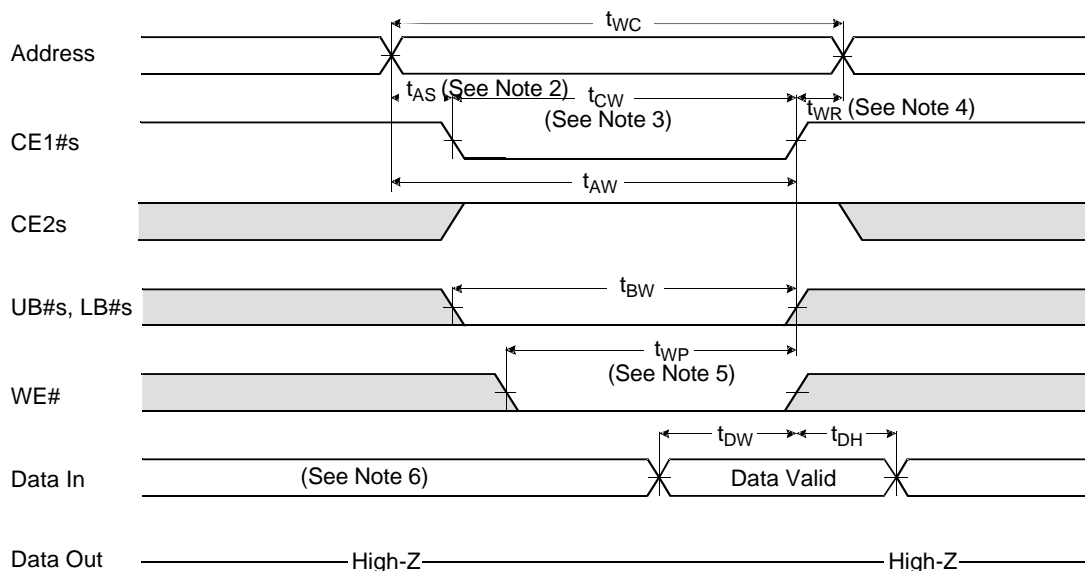 tWC
Address
tAS (See Note 2)
tCW
(See Note 3)
tWR (See Note 4)
CE1#s
tAW
CE2s
tBW
UB#s, LB#s
tWP
(See Note 5)
WE#
tDW
tDH
Data In
(See Note 6)
Data Valid
Data Out
High-Z
High-Z